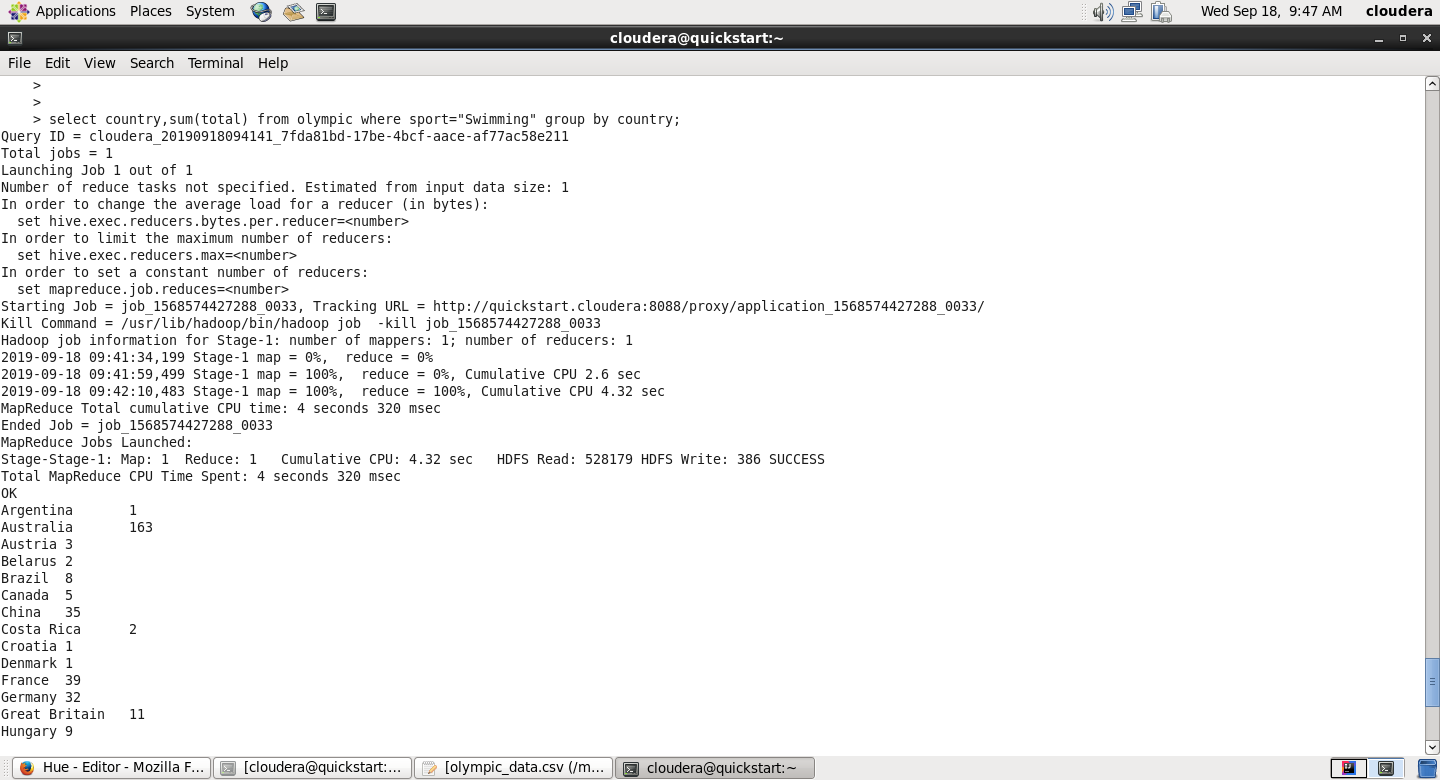 Applications Places System Wed Sep 18, 9:47 AM cloudera
cloudera@quickstart:~
File Edit View Search Terminal Help
    >
    >
    > select country,sum(total) from olympic where sport="Swimming" group by country;
Query ID = cloudera_20190918094141_7fda81bd-17be-4bcf-aace-af77ac58e211
Total jobs = 1
Launching Job 1 out of 1
Number of reduce tasks not specified. Estimated from input data size: 1
In order to change the average load for a reducer (in bytes):
  set hive.exec.reducers.bytes.per.reducer=<number>
In order to limit the maximum number of reducers:
  set hive.exec.reducers.max=<number>
In order to set a constant number of reducers:
  set mapreduce.job.reduces=<number>
Starting Job = job_1568574427288_0033, Tracking URL = http://quickstart.cloudera:8088/proxy/application_1568574427288_0033/
Kill Command = /usr/lib/hadoop/bin/hadoop job  -kill job_1568574427288_0033
Hadoop job information for Stage-1: number of mappers: 1; number of reducers: 1
2019-09-18 09:41:34,199 Stage-1 map = 0%,  reduce = 0%
2019-09-18 09:41:59,499 Stage-1 map = 100%,  reduce = 0%, Cumulative CPU 2.6 sec
2019-09-18 09:42:10,483 Stage-1 map = 100%,  reduce = 100%, Cumulative CPU 4.32 sec
MapReduce Total cumulative CPU time: 4 seconds 320 msec
Ended Job = job_1568574427288_0033
MapReduce Jobs Launched:
Stage-Stage-1: Map: 1  Reduce: 1   Cumulative CPU: 4.32 sec   HDFS Read: 528179 HDFS Write: 386 SUCCESS
Total MapReduce CPU Time Spent: 4 seconds 320 msec
OK
Argentina	1
Australia	163
Austria	3
Belarus	2
Brazil	8
Canada	5
China	35
Costa Rica	2
Croatia	1
Denmark	1
France	39
Germany	32
Great Britain	11
Hungary	9
Hue - Editor - Mozilla F... [cloudera@quickstart:... [olympic_data.csv (/m... cloudera@quickstart:~